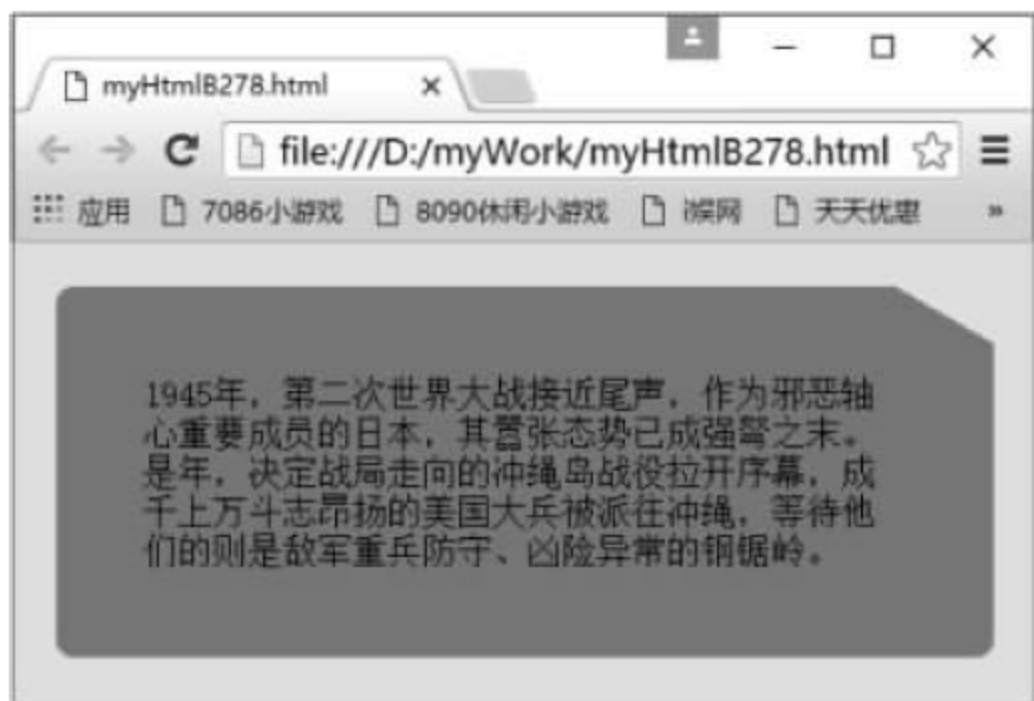 myHtmlB278.html
file:///D:/myWork/myHtmlB278.html
应用 7086小游戏 8090休闲小游戏 天天优惠 »
1945年，第二次世界大战接近尾声，作为邪恶轴
心重要成员的日本，其嚣张态势已成强弩之末。
是年，决定战局走向的冲绳岛战役拉开序幕，成
千上万斗志昂扬的美国大兵被派往冲绳，等待他
们的则是敌军重兵防守、凶险异常的钢锯岭。